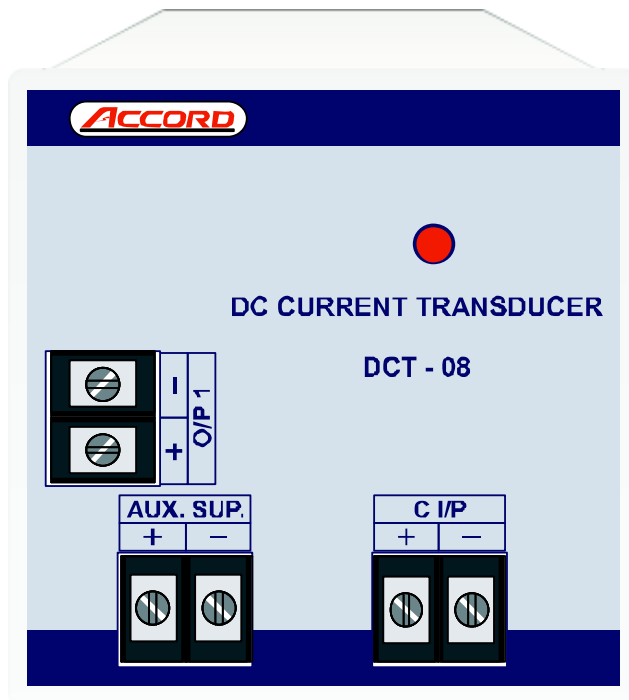 ACCORD
DC CURRENT TRANSDUCER
DCT - 08
−
+
O/P 1
AUX. SUP.
+ −
C I/P
+ −